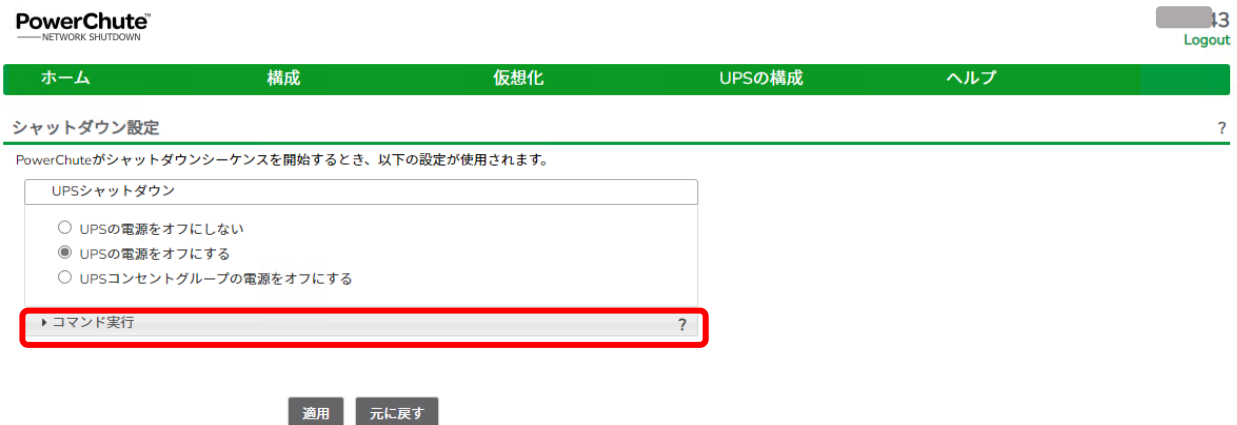 PowerChute™
NETWORK SHUTDOWN
43
Logout
ホーム 構成 仮想化 UPSの構成 ヘルプ
シャットダウン設定 ?
PowerChuteがシャットダウンシーケンスを開始するとき、以下の設定が使用されます。
UPSシャットダウン
UPSの電源をオフにしない
UPSの電源をオフにする
UPSコンセントグループの電源をオフにする
コマンド実行 ?
適用 元に戻す